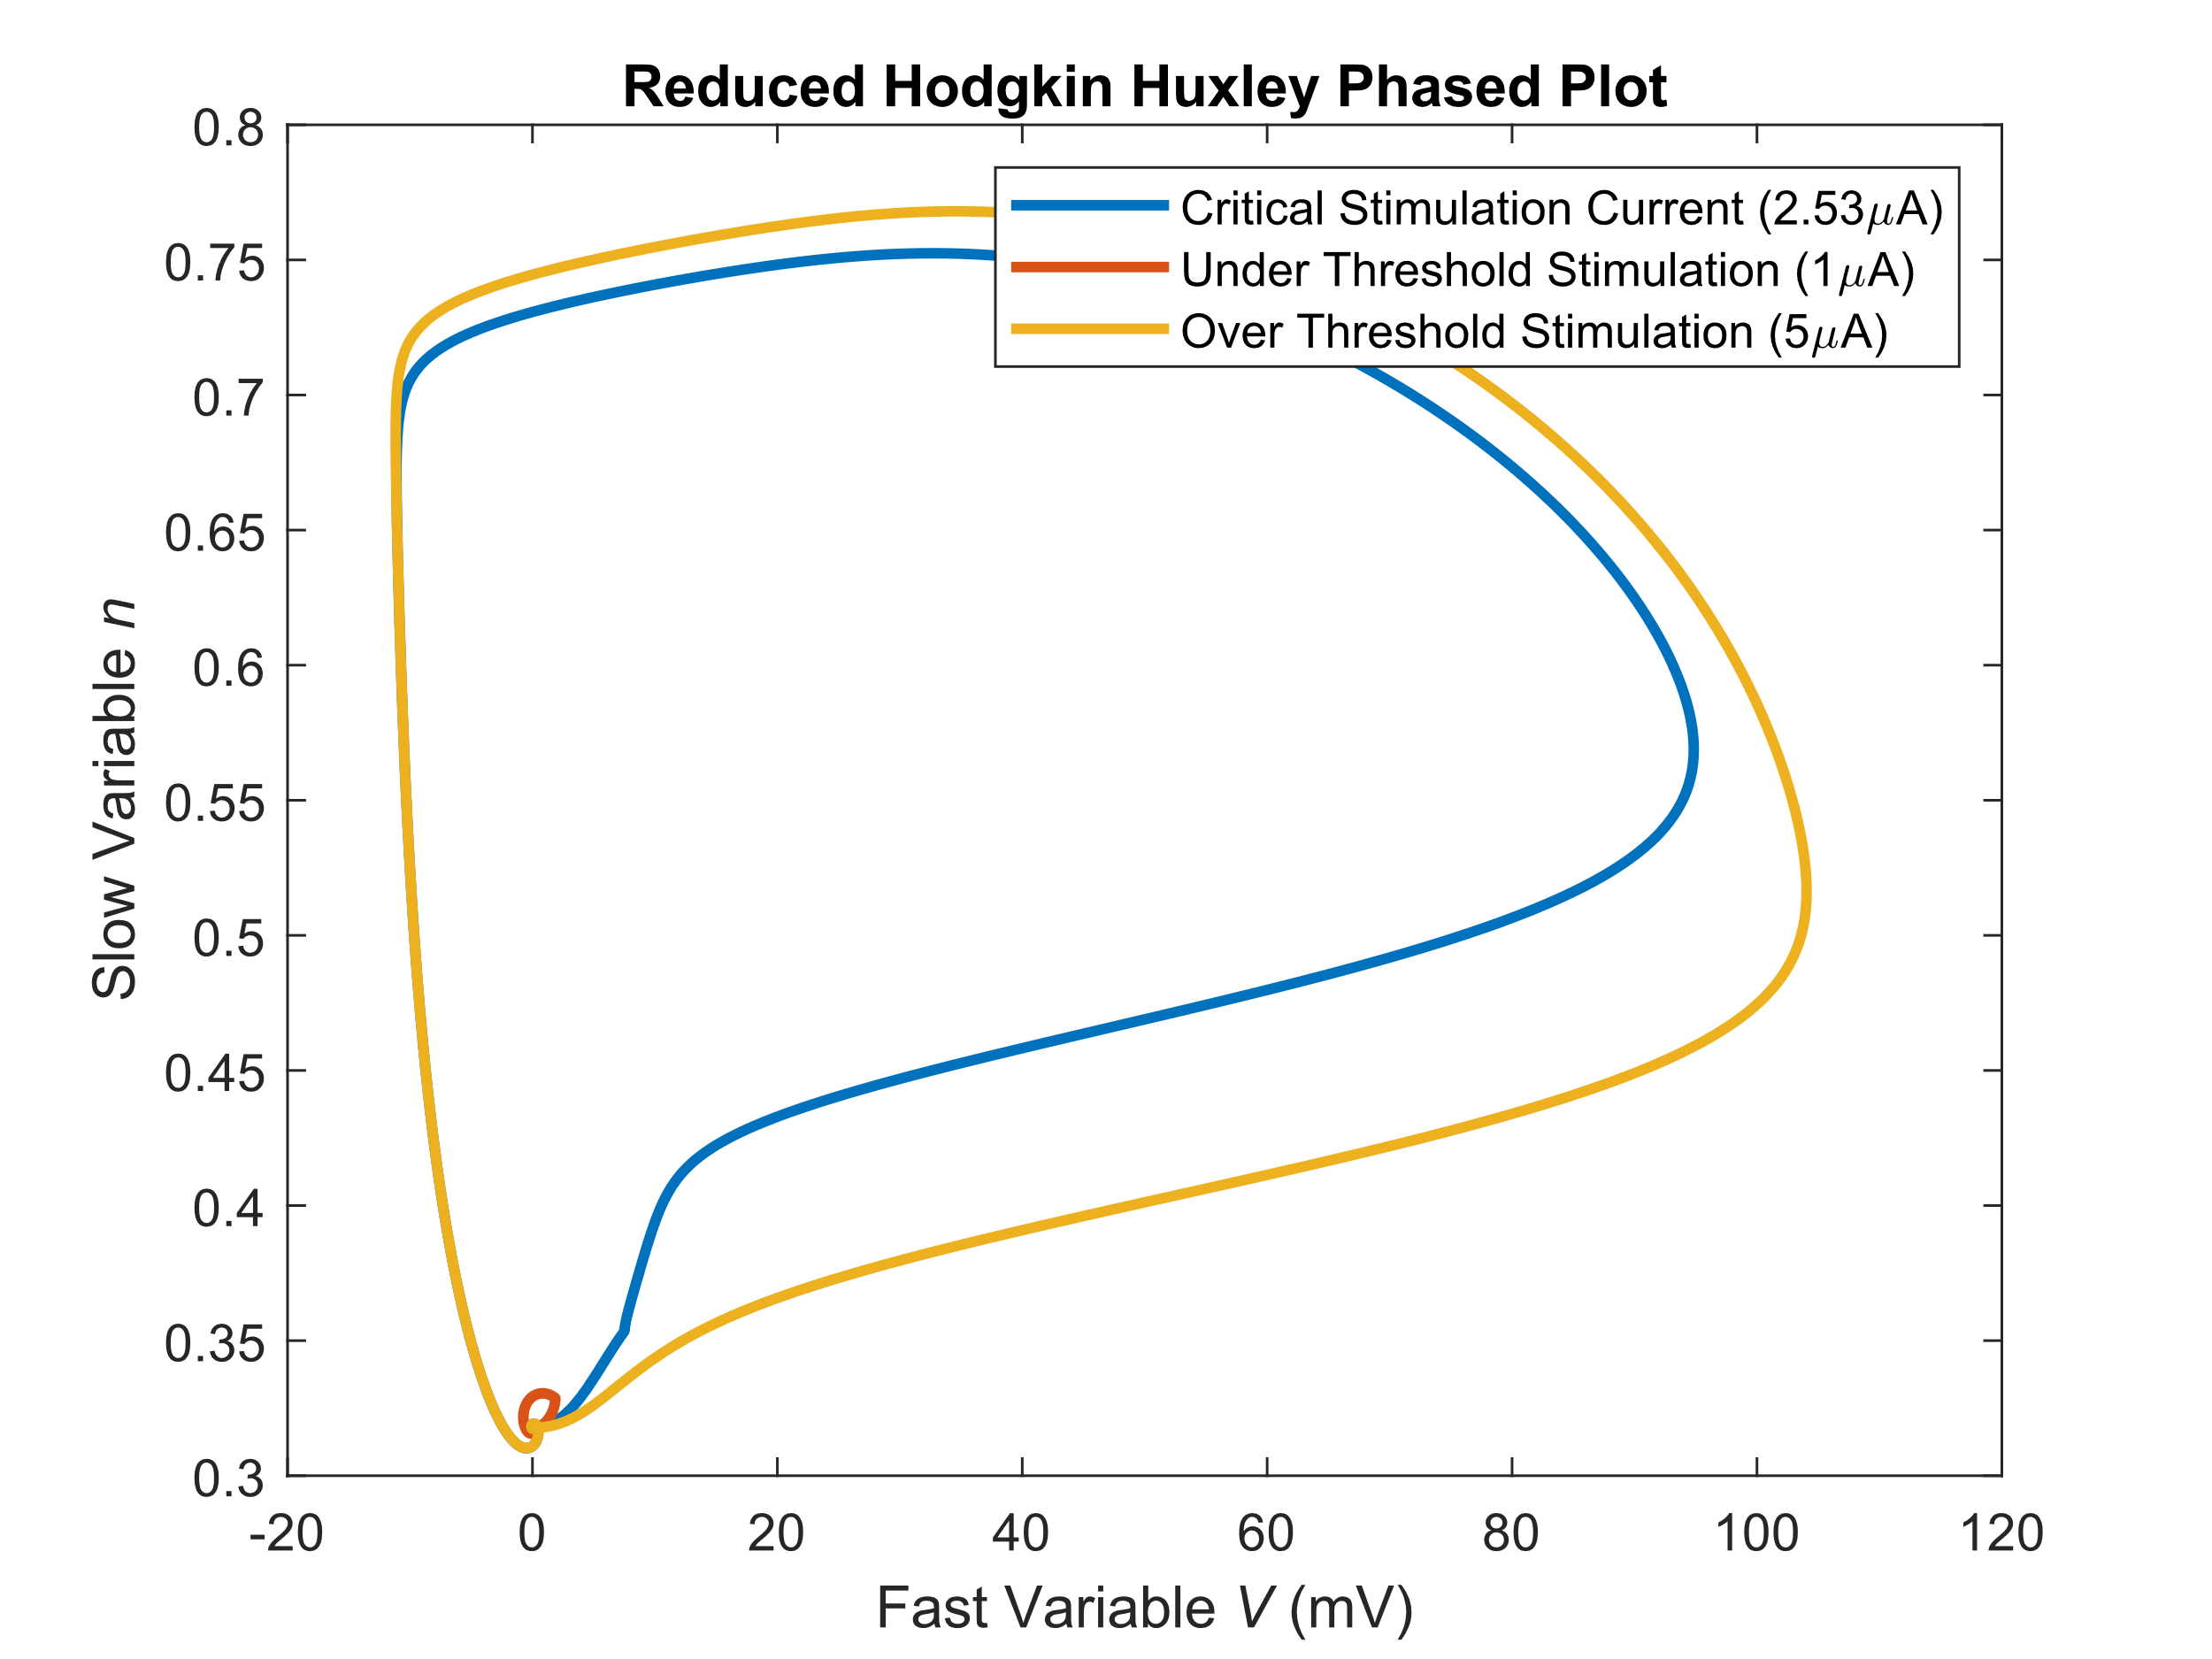 Reduced Hodgkin Huxley Phased Plot
Critical Stimulation Current (2.53μA)
Under Threshold Stimulation (1μA)
Over Threshold Stimulation (5μA)
0.8
0.75
0.7
0.65
0.6
0.55
0.5
0.45
0.4
0.35
0.3
Slow Variable n
-20 0 20 40 60 80 100 120
Fast Variable V (mV)